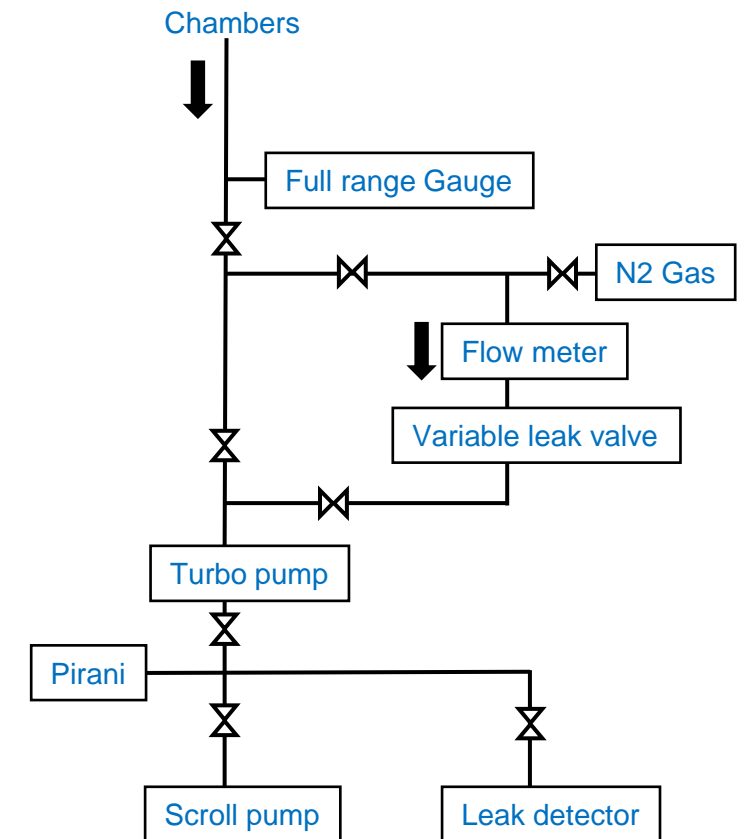 Chambers
Full range Gauge
N2 Gas
Flow meter
Variable leak valve
Turbo pump
Pirani
Scroll pump
Leak detector